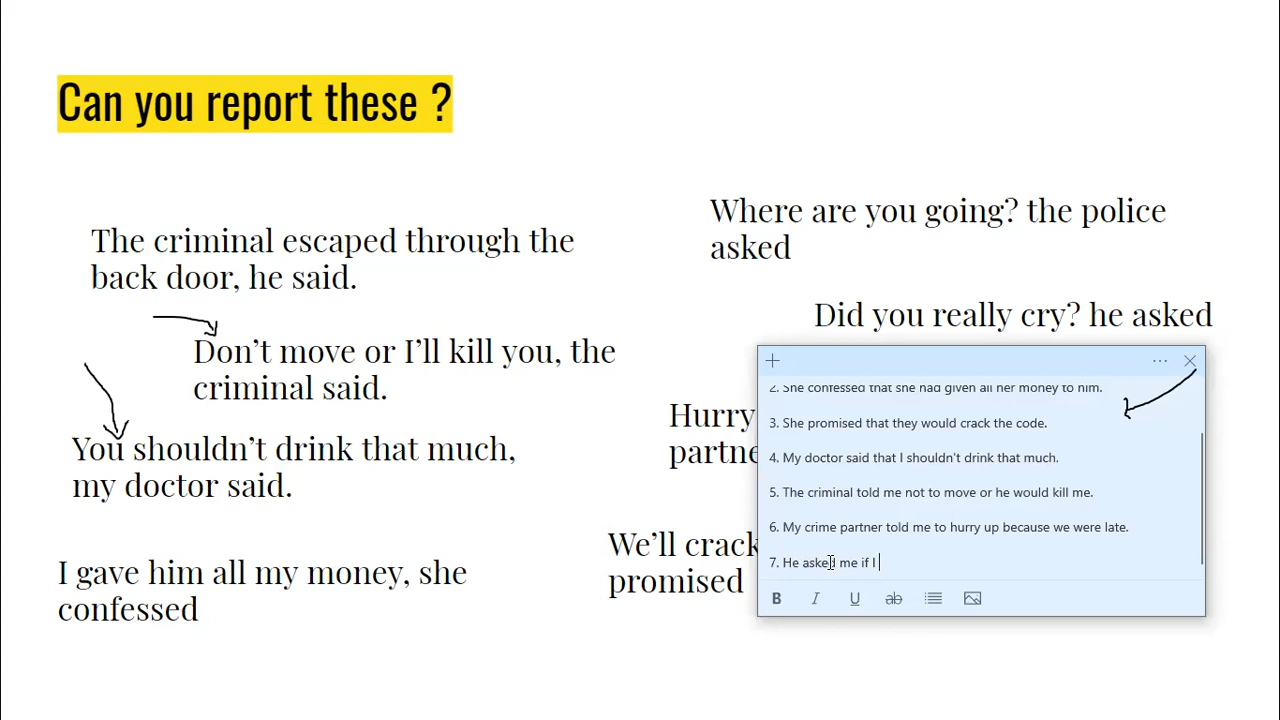 Can you report these ?
The criminal escaped through the
back door, he said.
Don't move or I'll kill you, the
criminal said.
You shouldn't drink that much,
my doctor said.
I gave him all my money, she
confessed
Where are you going? the police
asked
Did you really cry? he asked
Hurry
partne
We'll crack
promised
2. She confessed that she had given all her money to him.
3. She promised that they would crack the code.
4. My doctor said that I shouldn't drink that much.
5. The criminal told me not to move or he would kill me.
6. My crime partner told me to hurry up because we were late.
7. He asked me if I
B I U ab